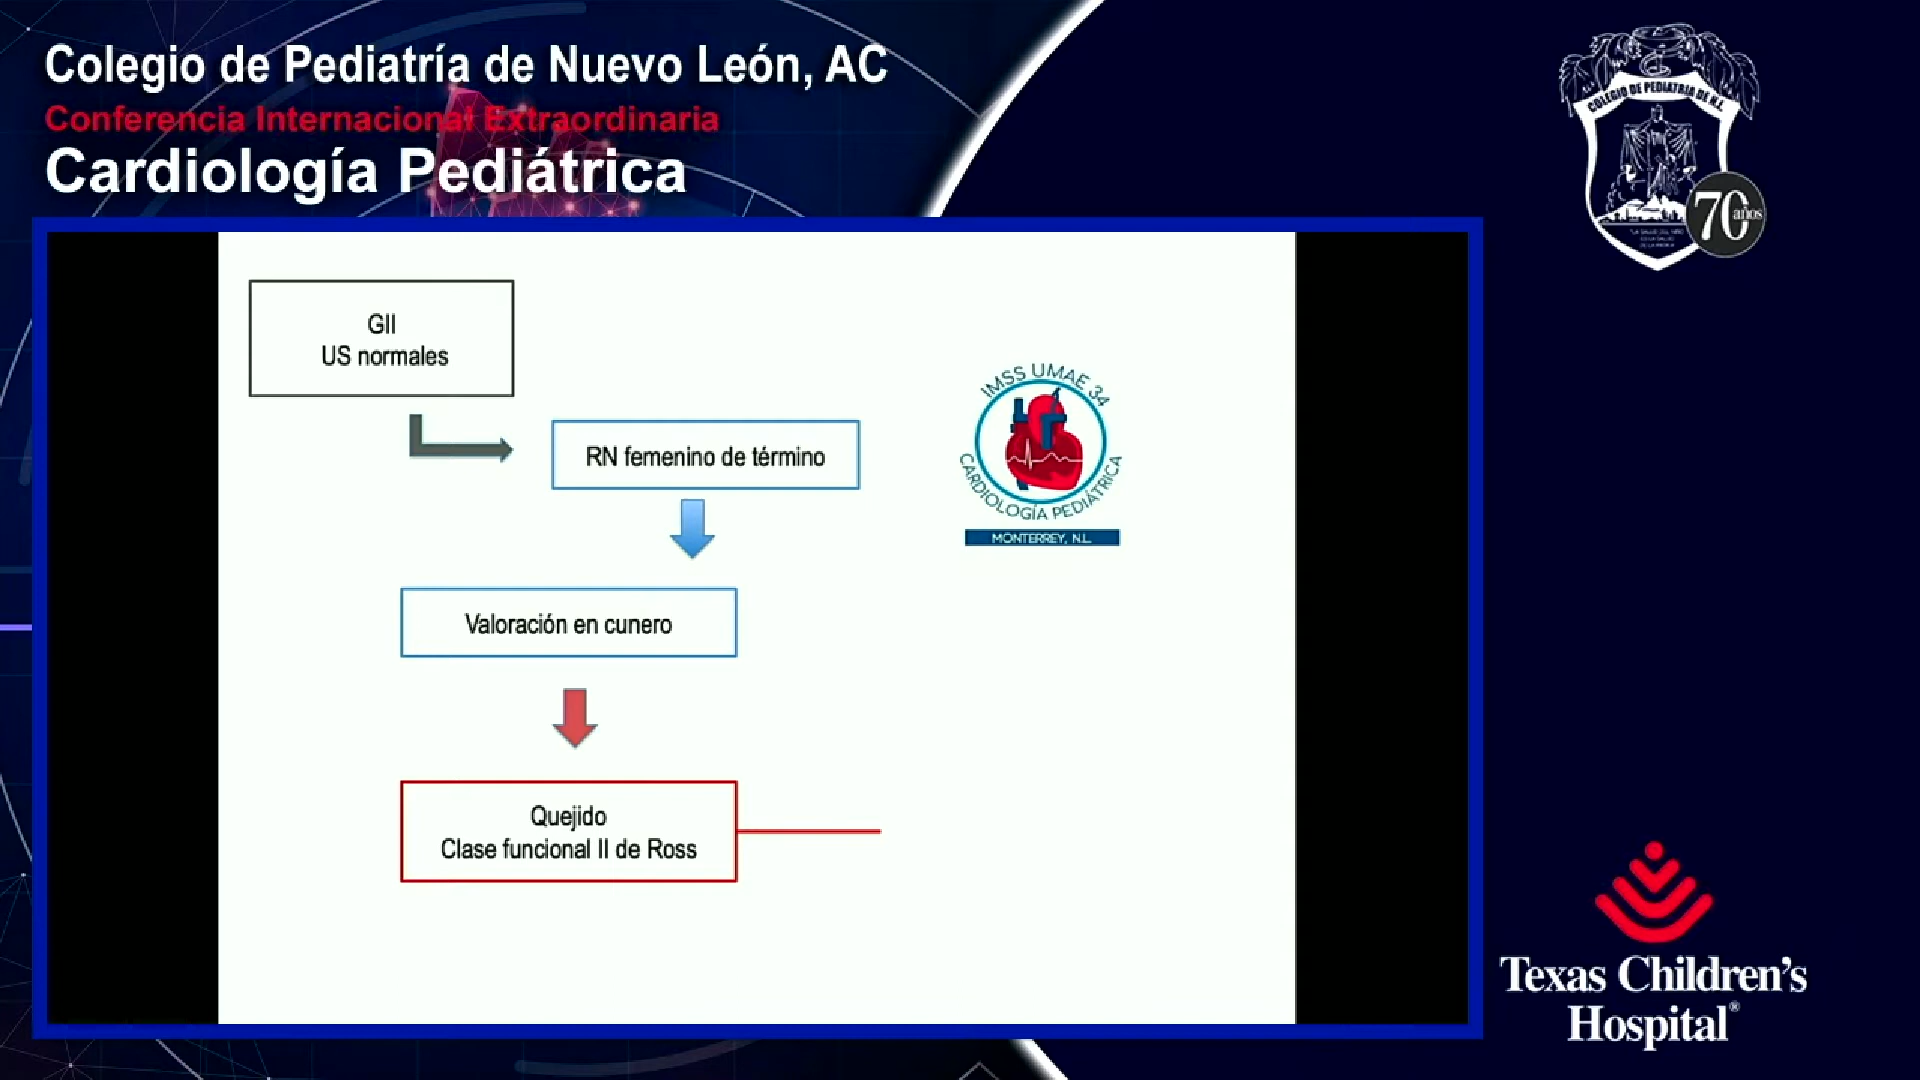 Colegio de Pediatría de Nuevo León, AC
Conferencia Internacional Extraordinaria
Cardiología Pediátrica
COLEGIO DE PEDIATRIA DE N.L.
70 años
GII
US normales
RN femenino de término
IMSS UMAE 34
CARDIOLOGÍA PEDIÁTRICA
MONTERREY, N.L.
Valoración en cunero
Quejido
Clase funcional II de Ross
Texas Children's
Hospital®